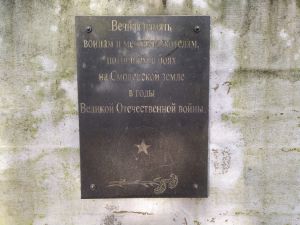 Вечная память
воинам и мирным жителям,
погибшим в боях
на Смоленской земле
в годы
Великой Отечественной войны.